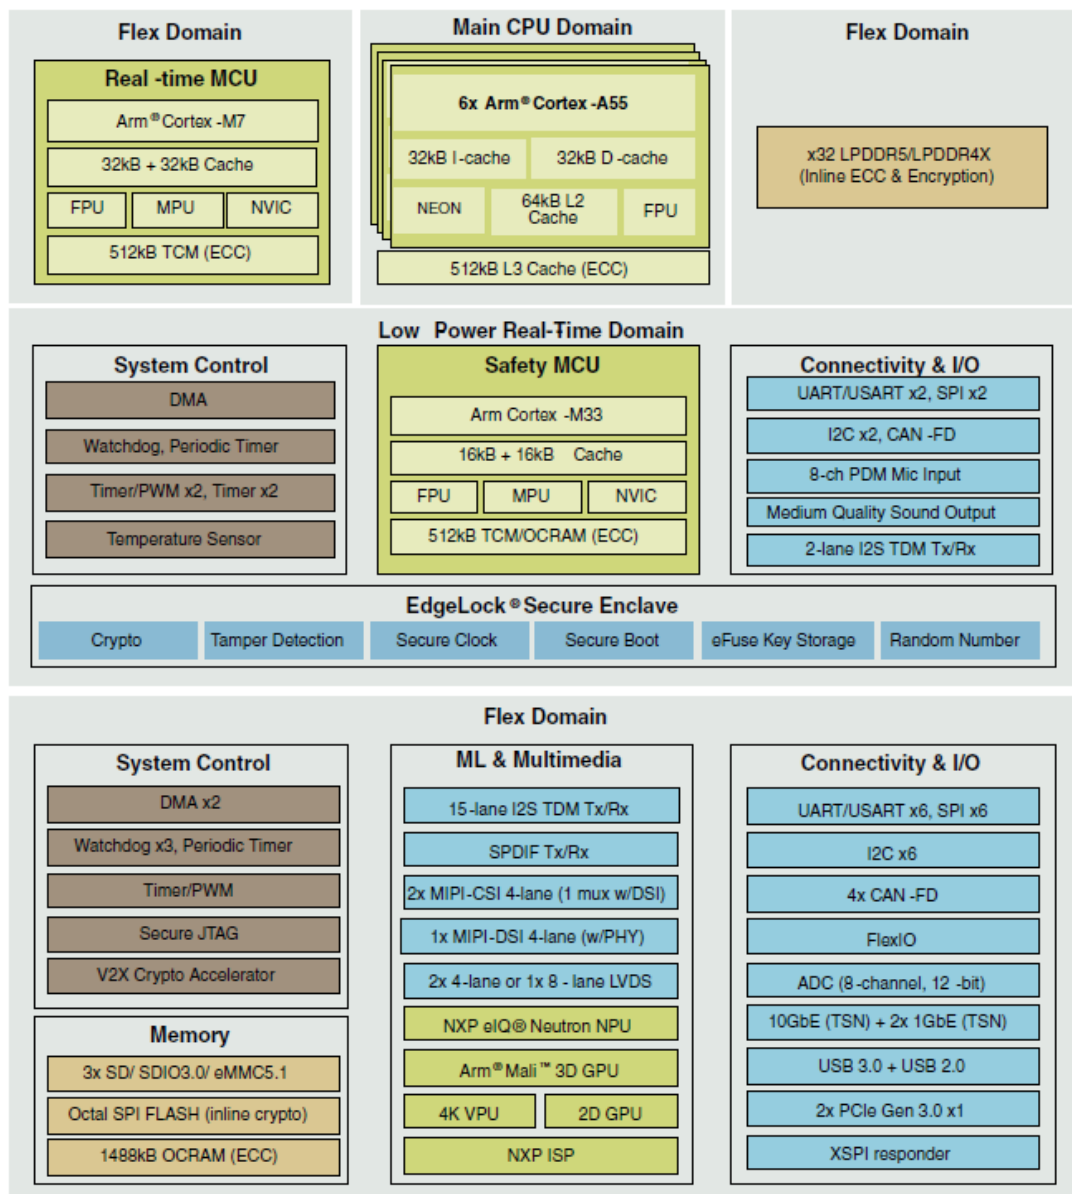 Flex Domain
Real -time MCU
Arm® Cortex -M7
32kB + 32kB Cache
FPU
MPU
NVIC
512kB TCM (ECC)
Main CPU Domain
6x Arm® Cortex -A55
32kB I-cache
32kB D -cache
NEON
64kB L2
Cache
FPU
512kB L3 Cache (ECC)
Flex Domain
x32 LPDDR5/LPDDR4X
(Inline ECC & Encryption)
Low Power Real-Time Domain
System Control
DMA
Watchdog, Periodic Timer
Timer/PWM x2, Timer x2
Temperature Sensor
Safety MCU
Arm Cortex -M33
16kB + 16kB Cache
FPU
MPU
NVIC
512kB TCM/OCRAM (ECC)
Connectivity & I/O
UART/USART x2, SPI x2
I2C x2, CAN -FD
8-ch PDM Mic Input
Medium Quality Sound Output
2-lane I2S TDM Tx/Rx
EdgeLock® Secure Enclave
Crypto
Tamper Detection
Secure Clock
Secure Boot
eFuse Key Storage
Random Number
Flex Domain
System Control
DMA x2
Watchdog x3, Periodic Timer
Timer/PWM
Secure JTAG
V2X Crypto Accelerator
Memory
3x SD/ SDIO3.0/ eMMC5.1
Octal SPI FLASH (inline crypto)
1488kB OCRAM (ECC)
ML & Multimedia
15-lane I2S TDM Tx/Rx
SPDIF Tx/Rx
2x MIPI-CSI 4-lane (1 mux w/DSI)
1x MIPI-DSI 4-lane (w/PHY)
2x 4-lane or 1x 8 - lane LVDS
NXP eIQ® Neutron NPU
Arm® Mali™ 3D GPU
4K VPU
2D GPU
NXP ISP
Connectivity & I/O
UART/USART x6, SPI x6
I2C x6
4x CAN -FD
FlexIO
ADC (8-channel, 12 -bit)
10GbE (TSN) + 2x 1GbE (TSN)
USB 3.0 + USB 2.0
2x PCIe Gen 3.0 x1
XSPI responder